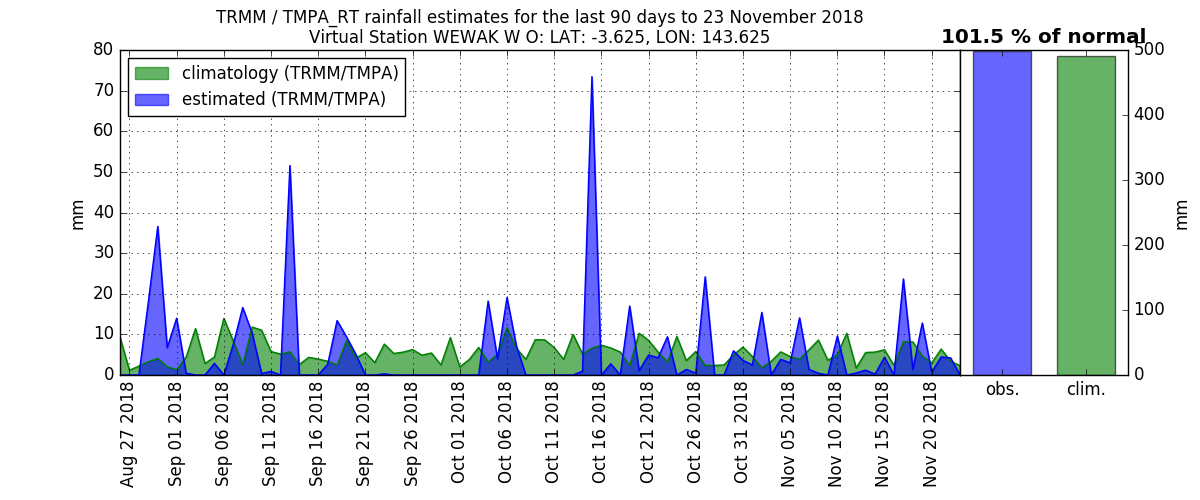 TRMM / TMPA_RT rainfall estimates for the last 90 days to 23 November 2018
Virtual Station WEWAK W O: LAT: -3.625, LON: 143.625
101.5 % of normal
climatology (TRMM/TMPA)
estimated (TRMM/TMPA)
mm
80
70
60
50
40
30
20
10
0
Aug 27 2018
Sep 01 2018
Sep 06 2018
Sep 11 2018
Sep 16 2018
Sep 21 2018
Sep 26 2018
Oct 01 2018
Oct 06 2018
Oct 11 2018
Oct 16 2018
Oct 21 2018
Oct 26 2018
Oct 31 2018
Nov 05 2018
Nov 10 2018
Nov 15 2018
Nov 20 2018
obs.
clim.
500
400
300
200
100
0
mm